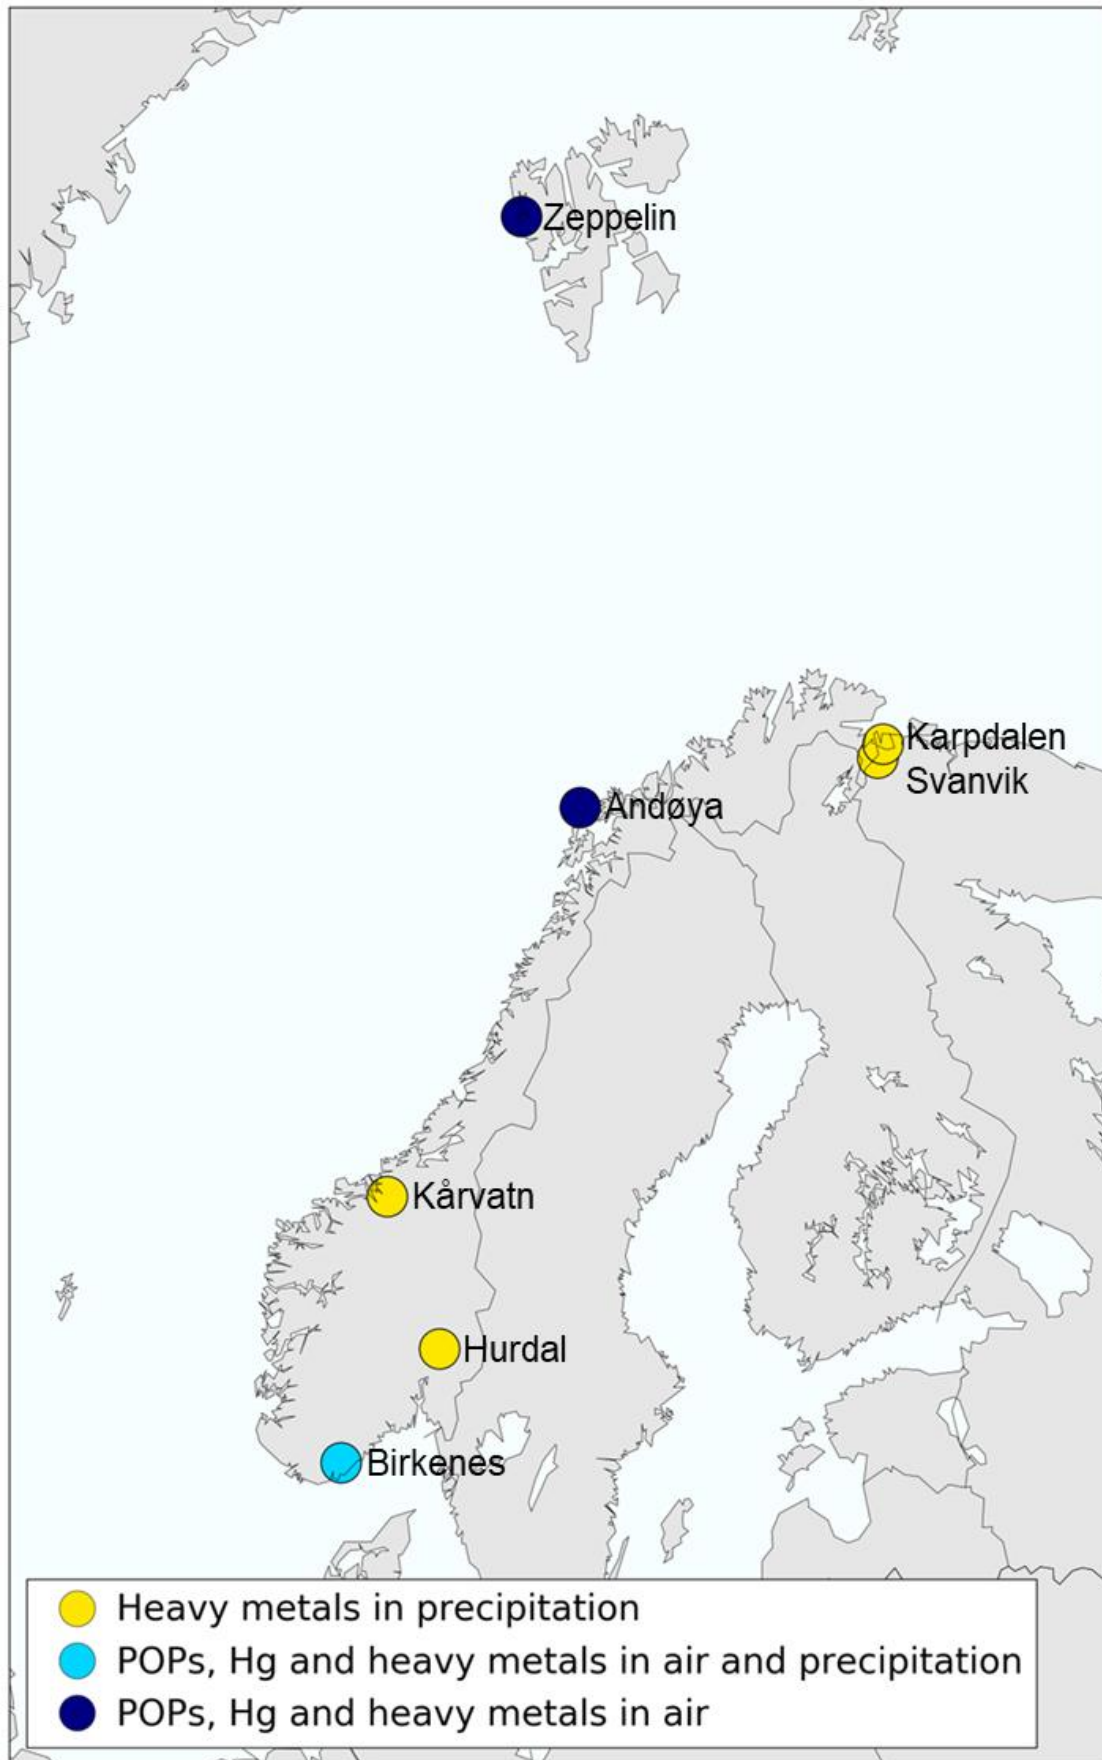 Zeppelin
Karpdalen
Svanvik
Andøya
Kårvatn
Hurdal
Birkenes
Heavy metals in precipitation
POPs, Hg and heavy metals in air and precipitation
POPs, Hg and heavy metals in air